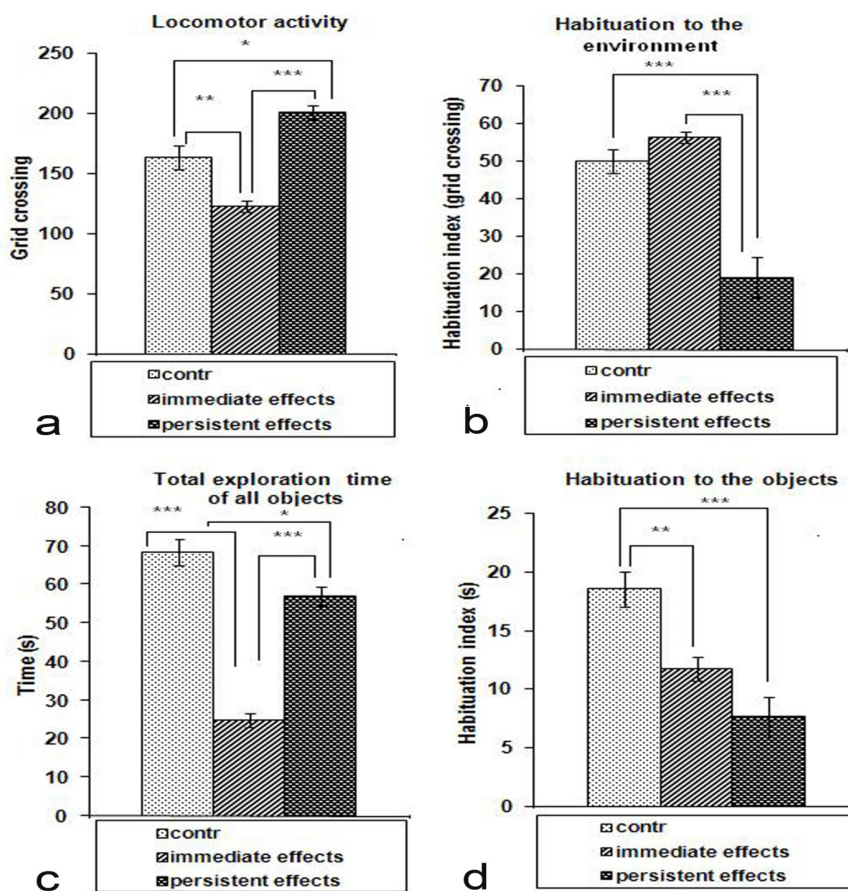 Locomotor activity
250
200
150
100
50
0
Grid crossing
*
**
***
contr
immediate effects
persistent effects
a
Habituation to the
environment
70
60
50
40
30
20
10
0
Habituation index (grid crossing)
***
***
contr
immediate effects
persistent effects
b
Total exploration time
of all objects
80
70
60
50
40
30
20
10
0
Time (s)
***
*
***
contr
immediate effects
persistent effects
c
Habituation to the objects
25
20
15
10
5
0
Habituation index (s)
***
**
contr
immediate effects
persistent effects
d